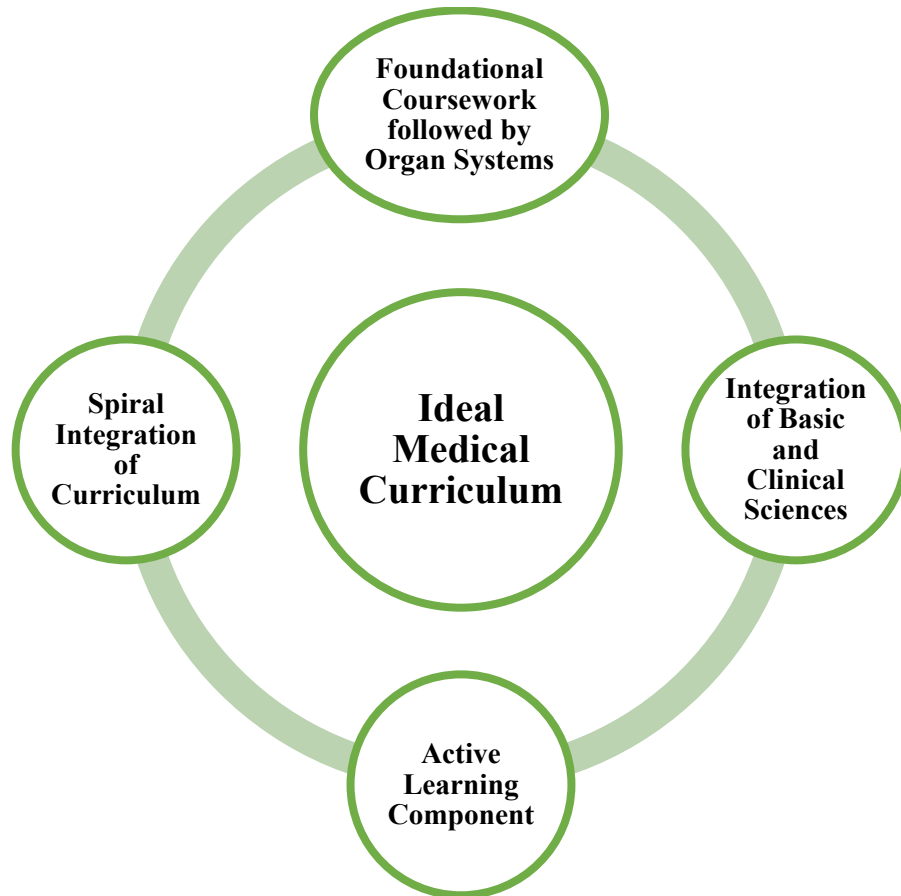 Foundational
Coursework
followed by
Organ Systems
Spiral
Integration
of
Curriculum
Ideal
Medical
Curriculum
Integration
of Basic
and
Clinical
Sciences
Active
Learning
Component